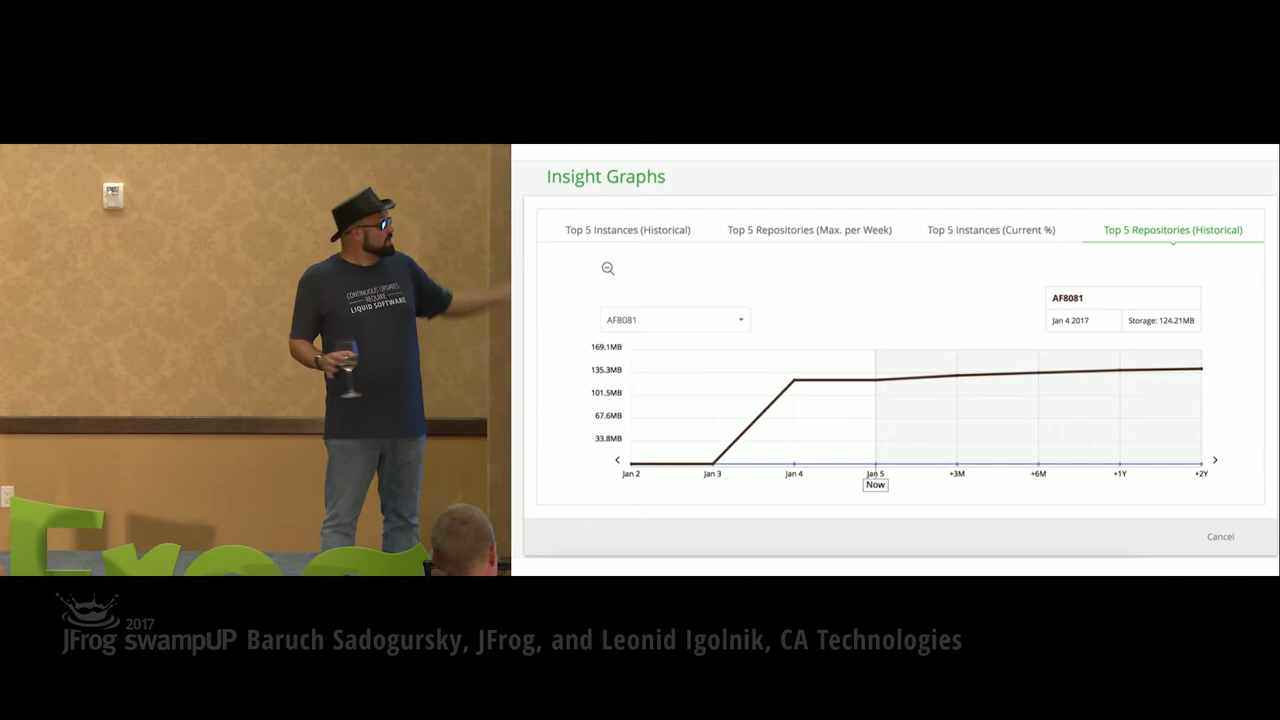 CONTINUOUS UPDATES
REQUIRE
LIQUID SOFTWARE
Frog
Insight Graphs
Top 5 Instances (Historical)
Top 5 Repositories (Max. per Week)
Top 5 Instances (Current %)
Top 5 Repositories (Historical)
AF8081
AF8081
Jan 4 2017
Storage: 124.21MB
169.1MB
135.3MB
101.5MB
67.6MB
33.8MB
Jan 2
Jan 3
Jan 4
Jan 5
+3M
+6M
+1Y
+2Y
Now
Cancel
2017
JFrog swampUP
Baruch Sadogursky, JFrog, and Leonid Igolnik, CA Technologies